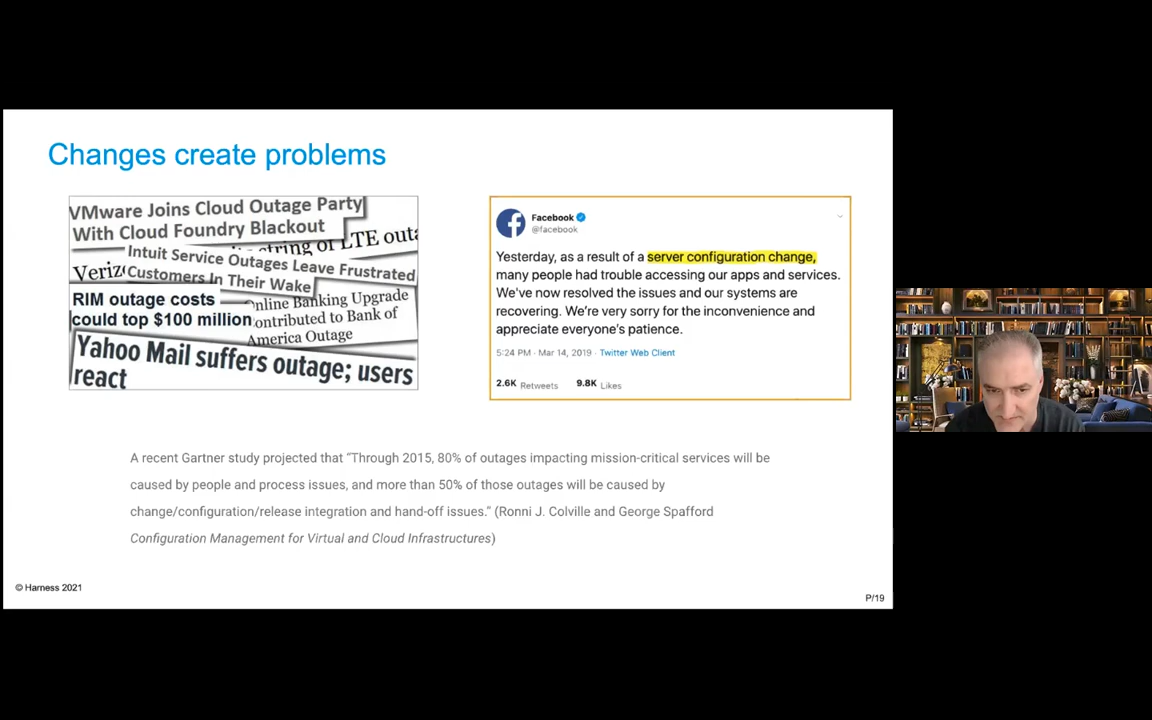 Changes create problems
VMware Joins Cloud Outage Party
With Cloud Foundry Blackout
string of LTE
Intuit Service Outages Leave Frustrated
Customers In Their Wake
RIM outage costs
could top $100 million
Online Banking Upgrade
Contributed to Bank of
America Outage
Yahoo Mail suffers outage; users
react
Facebook
@facebook
Yesterday, as a result of a server configuration change,
many people had trouble accessing our apps and services.
We've now resolved the issues and our systems are
recovering. We're very sorry for the inconvenience and
appreciate everyone's patience.
5:24 PM · Mar 14, 2019 · Twitter Web Client
2.6K Retweets 9.8K Likes
A recent Gartner study projected that “Through 2015, 80% of outages impacting mission-critical services will be
caused by people and process issues, and more than 50% of those outages will be caused by
change/configuration/release integration and hand-off issues.” (Ronni J. Colville and George Spafford
Configuration Management for Virtual and Cloud Infrastructures)
© Harness 2021
P/19